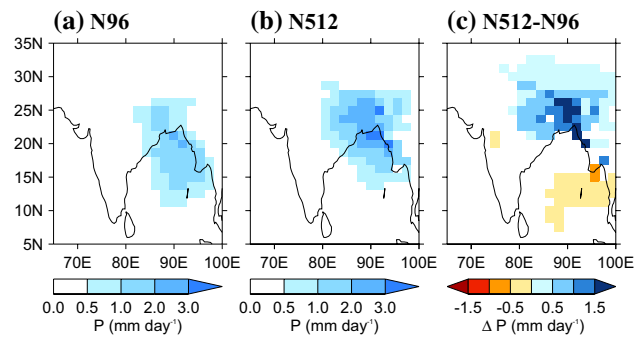 (a) N96 (b) N512 (c) N512-N96
35N
30N
25N
20N
15N
10N
5N
70E 80E 90E 100E 70E 80E 90E 100E 70E 80E 90E 100E
0.0 0.5 1.0 2.0 3.0 0.0 0.5 1.0 2.0 3.0 -1.5 -0.5 0.5 1.5
P (mm day-1) P (mm day-1) Δ P (mm day-1)